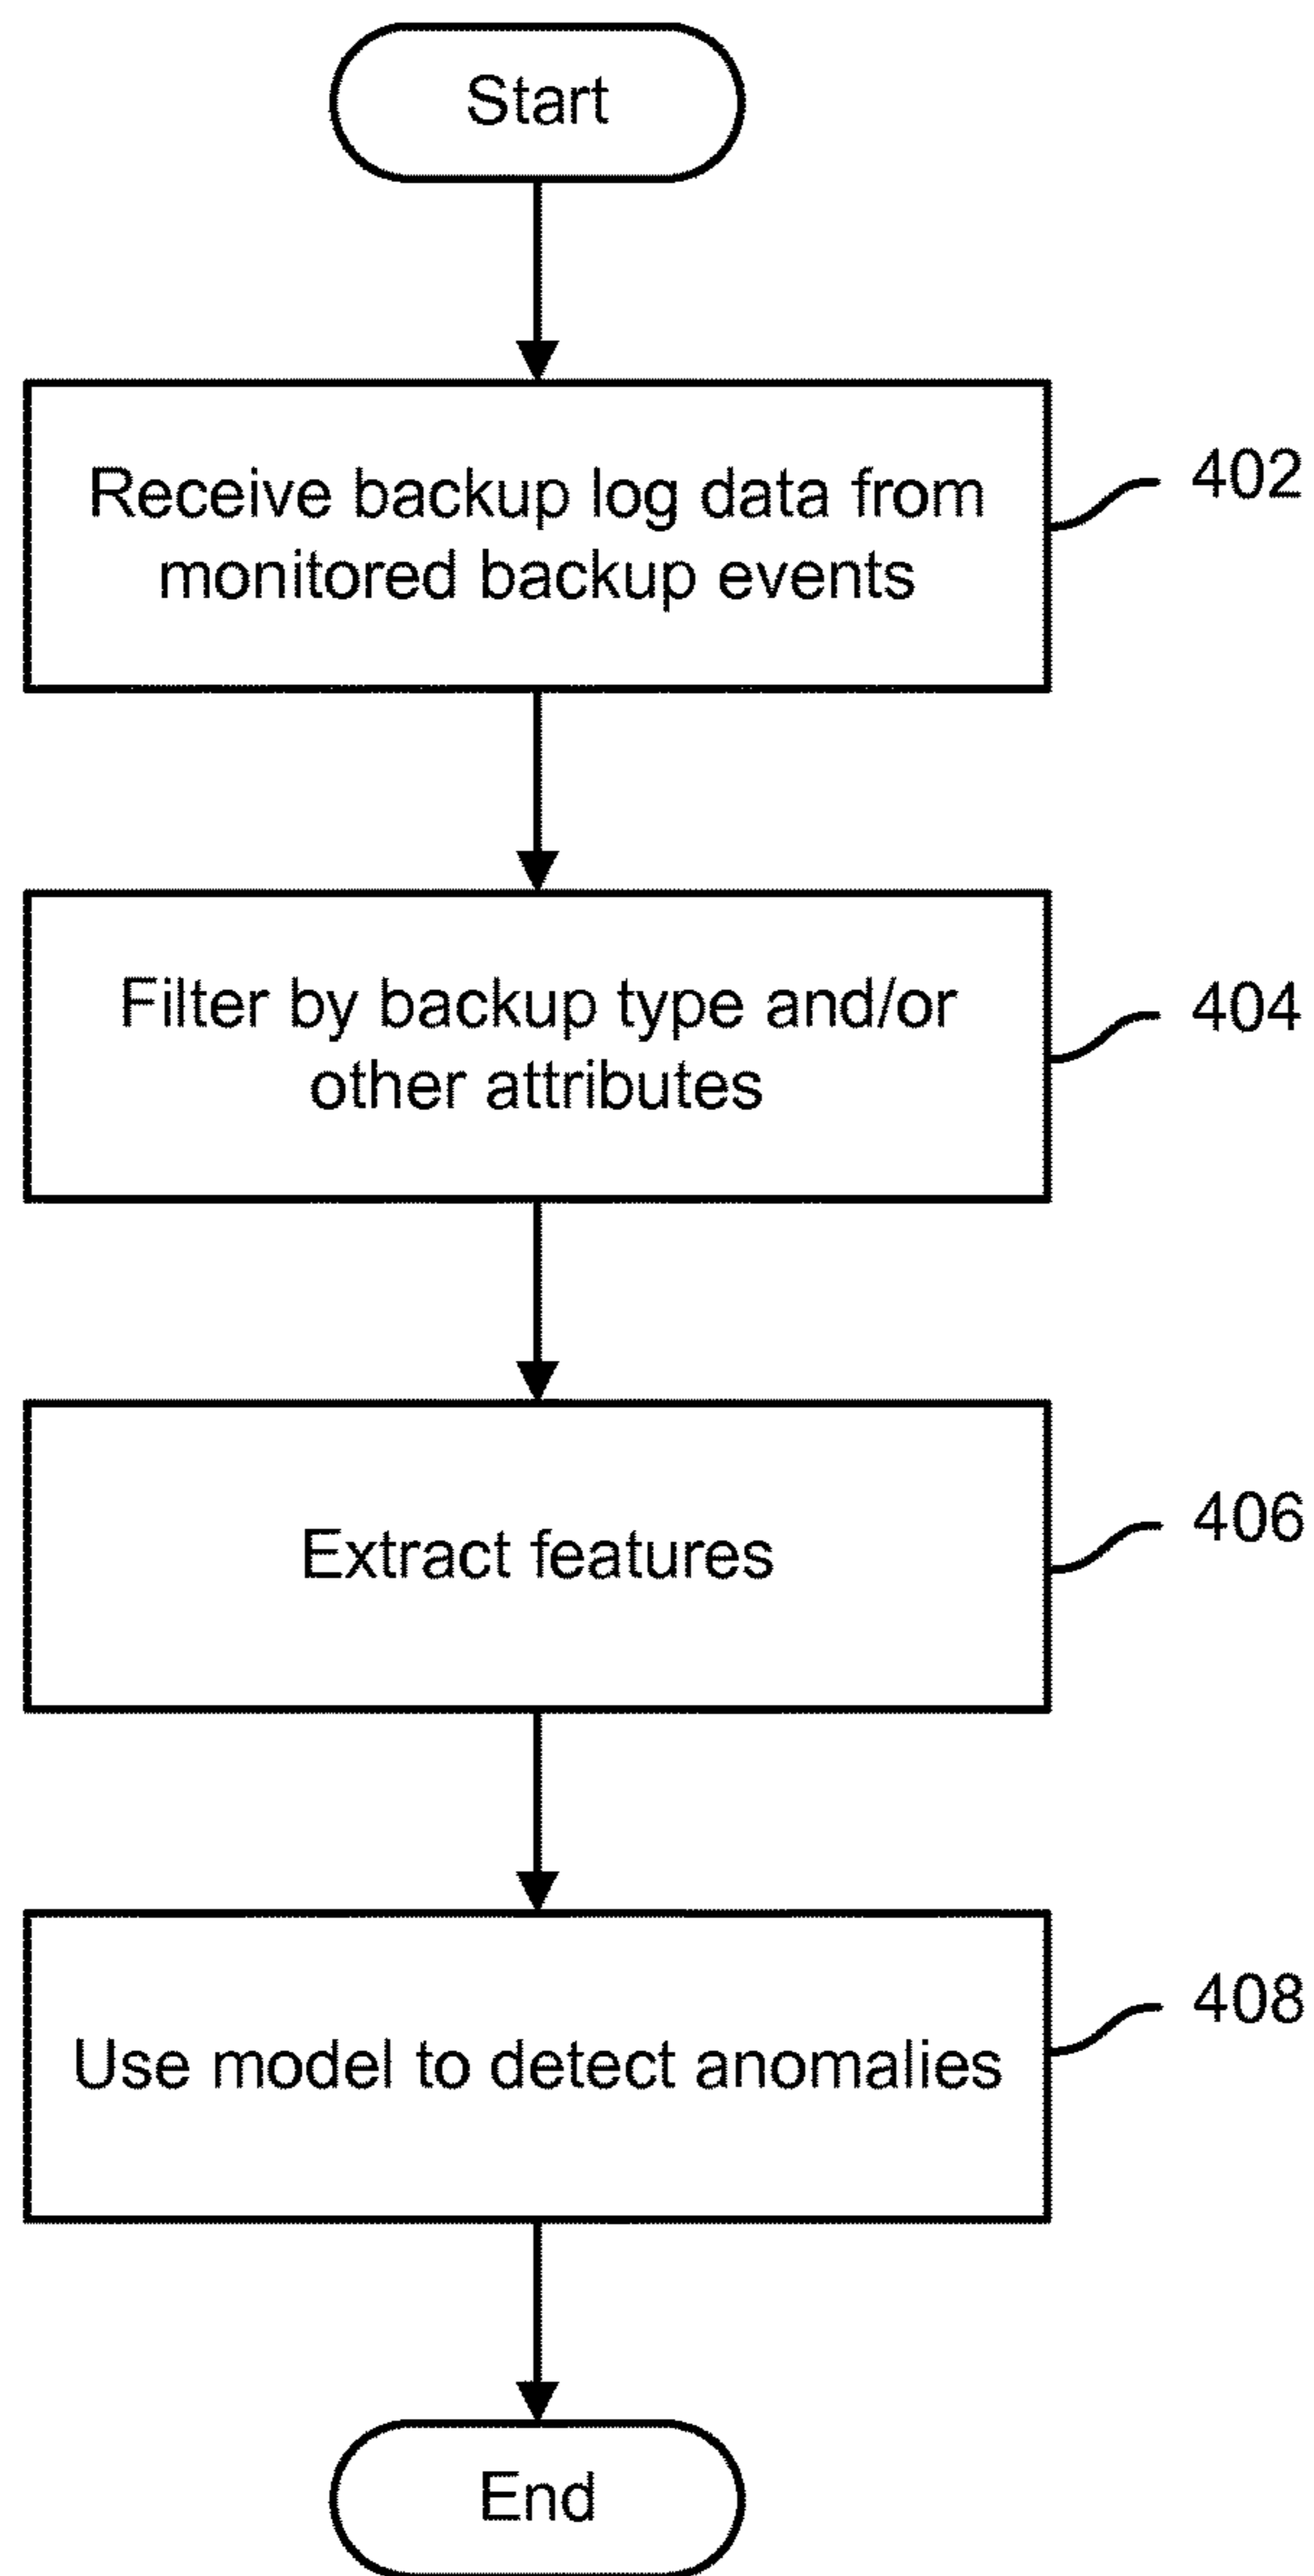 Start
Receive backup log data from
monitored backup events
402
Filter by backup type and/or
other attributes
404
Extract features
406
Use model to detect anomalies
408
End